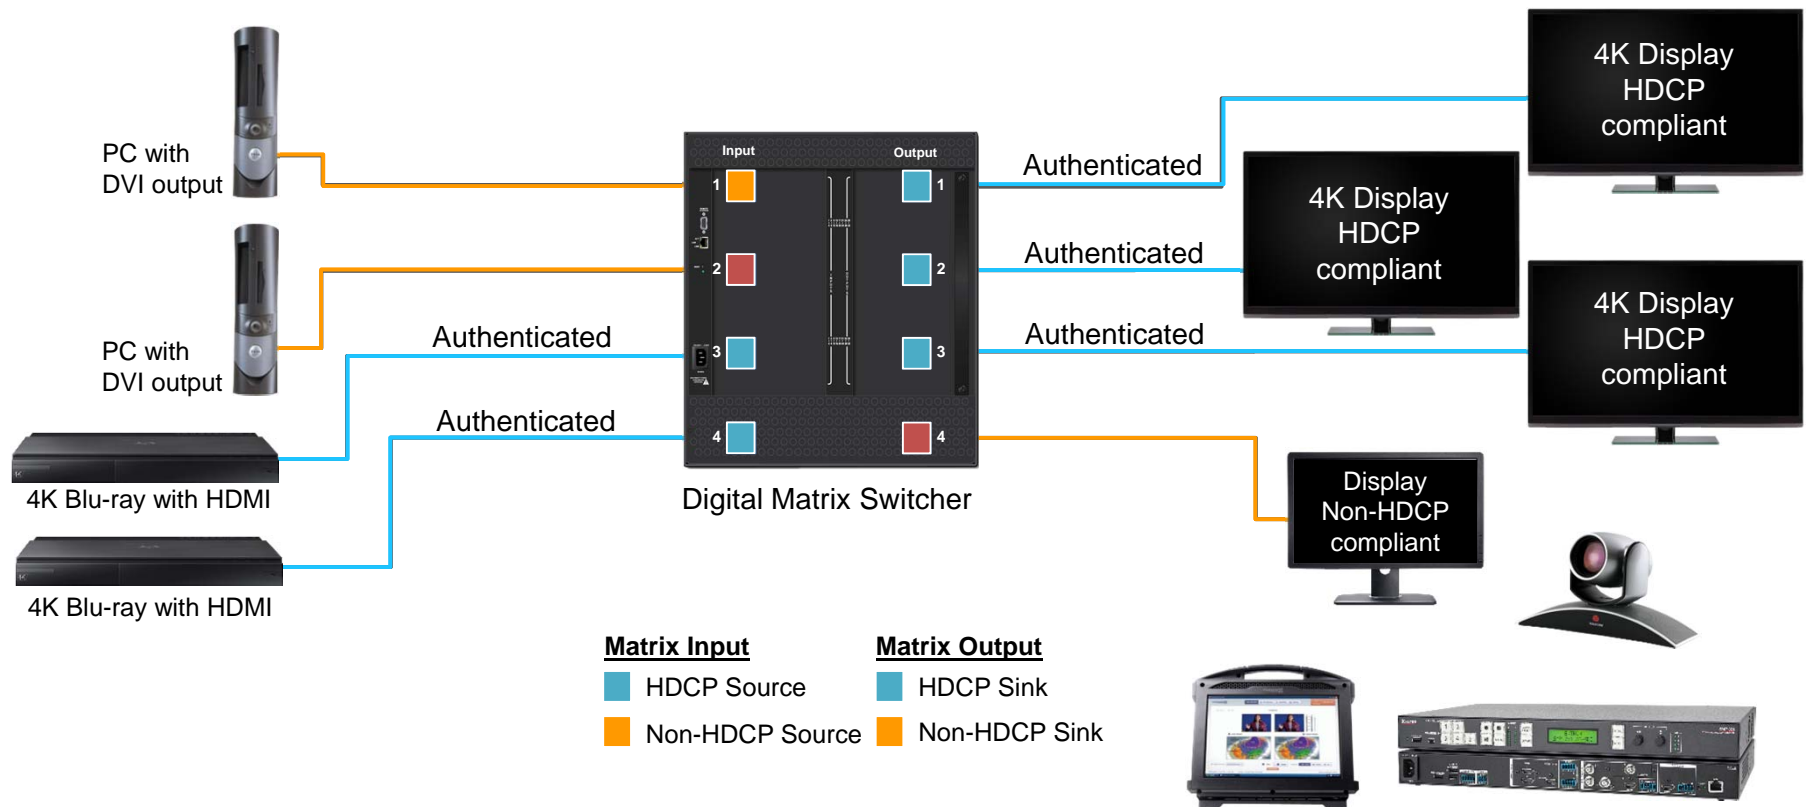 PC with
DVI output
PC with
DVI output
4K Blu-ray with HDMI
4K Blu-ray with HDMI
Authenticated
Authenticated
Input
Output
1
1
2
2
3
3
4
4
Digital Matrix Switcher
Authenticated
Authenticated
Authenticated
4K Display
HDCP
compliant
4K Display
HDCP
compliant
4K Display
HDCP
compliant
Display
Non-HDCP
compliant
Matrix Input
HDCP Source
Non-HDCP Source
Matrix Output
HDCP Sink
Non-HDCP Sink